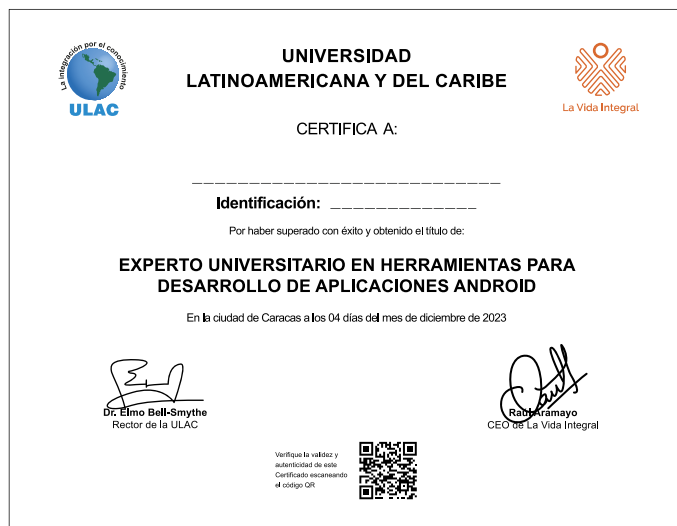 La integración por el conocimiento
ULAC
UNIVERSIDAD
LATINOAMERICANA Y DEL CARIBE
La Vida Integral
CERTIFICA A:
___________________________
Identificación: _____________
Por haber superado con éxito y obtenido el título de:
EXPERTO UNIVERSITARIO EN HERRAMIENTAS PARA
DESARROLLO DE APLICACIONES ANDROID
En la ciudad de Caracas a los 04 días del mes de diciembre de 2023
Dr. Elmo Bell-Smythe
Rector de la ULAC
Raúl Aramayo
CEO de La Vida Integral
Verifique la validez y
autenticidad de este
Certificado escaneando
el código QR